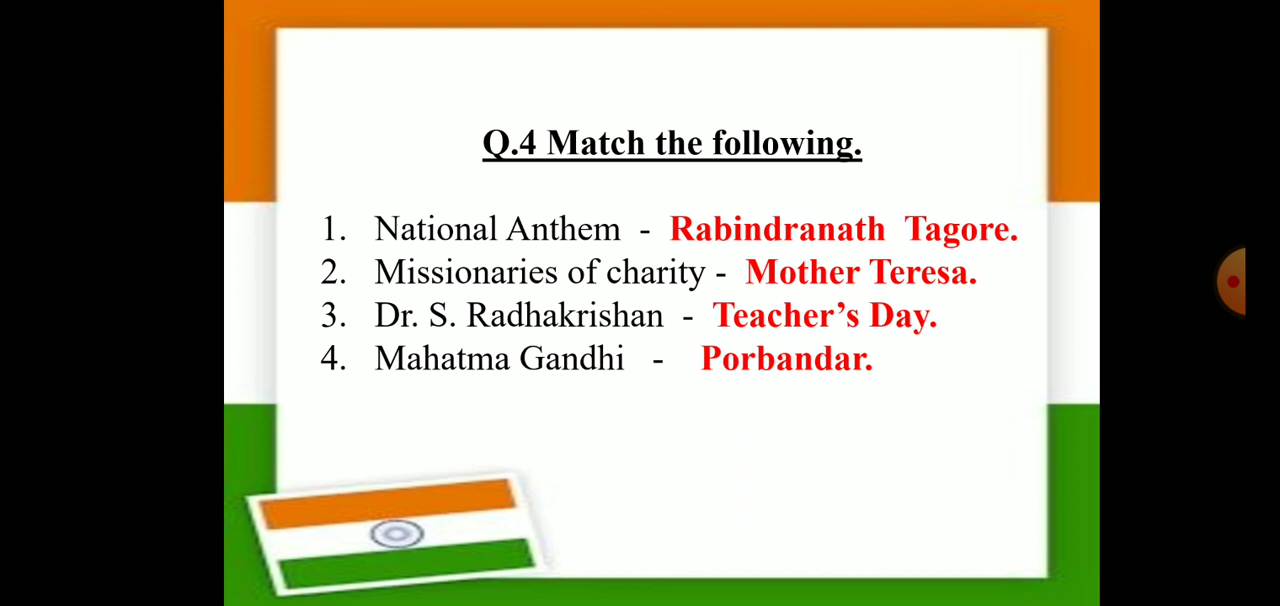 Q.4 Match the following.
1. National Anthem - Rabindranath Tagore.
2. Missionaries of charity - Mother Teresa.
3. Dr. S. Radhakrishan - Teacher’s Day.
4. Mahatma Gandhi - Porbandar.